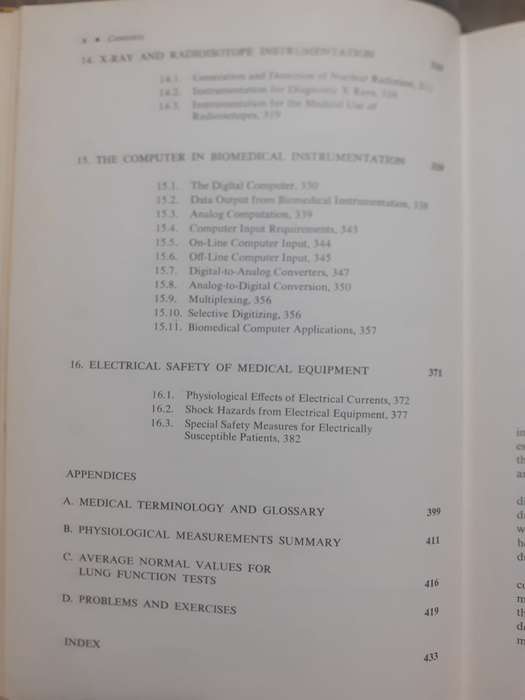 x • Contents
14. X-RAY AND RADIOISOTOPE INSTRUMENTATION
14.1. Generation and Detection of Nuclear Radiation,
14.2. Instrumentation for Diagnostic X Rays,
14.3. Instrumentation for the Medical Use of
Radioisotopes, 319
15. THE COMPUTER IN BIOMEDICAL INSTRUMENTATION
15.1. The Digital Computer, 330
15.2. Data Output from Biomedical Instrumentation, 338
15.3. Analog Computation, 339
15.4. Computer Input Requirements, 343
15.5. On-Line Computer Input, 344
15.6. Off-Line Computer Input, 345
15.7. Digital-to-Analog Converters, 347
15.8. Analog-to-Digital Conversion, 350
15.9. Multiplexing, 356
15.10. Selective Digitizing, 356
15.11. Biomedical Computer Applications, 357
16. ELECTRICAL SAFETY OF MEDICAL EQUIPMENT 371
16.1. Physiological Effects of Electrical Currents, 372
16.2. Shock Hazards from Electrical Equipment, 377
16.3. Special Safety Measures for Electrically
Susceptible Patients, 382
APPENDICES
A. MEDICAL TERMINOLOGY AND GLOSSARY 399
B. PHYSIOLOGICAL MEASUREMENTS SUMMARY 411
C. AVERAGE NORMAL VALUES FOR
LUNG FUNCTION TESTS 416
D. PROBLEMS AND EXERCISES 419
INDEX 433